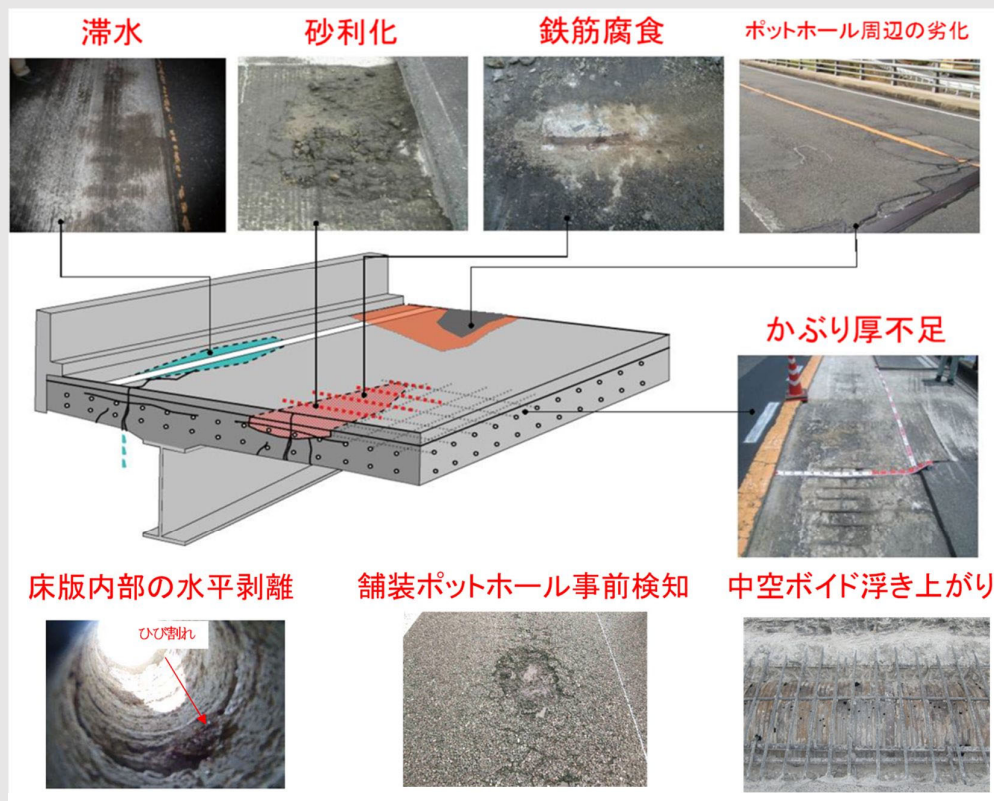 滞水
砂利化
鉄筋腐食
ポットホール周辺の劣化
かぶり厚不足
床版内部の水平剥離
舗装ポットホール事前検知
中空ボイド浮き上がり
ひび割れ